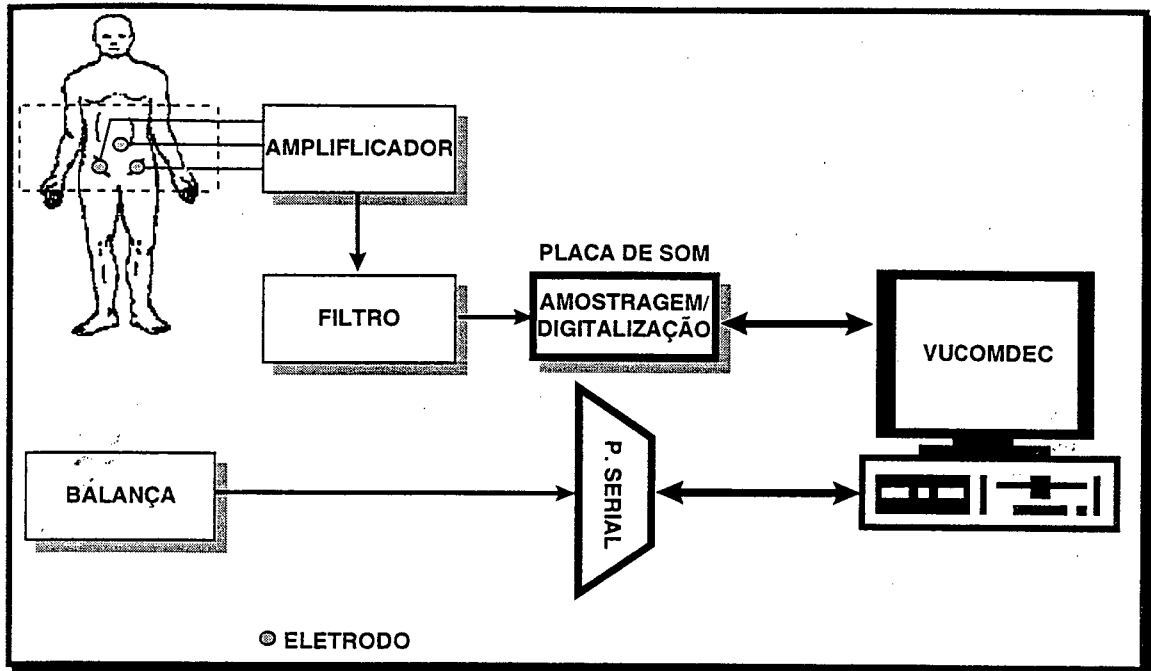 AMPLIFLICADOR
PLACA DE SOM
FILTRO
AMOSTRAGEM/
DIGITALIZAÇÃO
VUCOMDEC
BALANÇA
P. SERIAL
ELETRODO